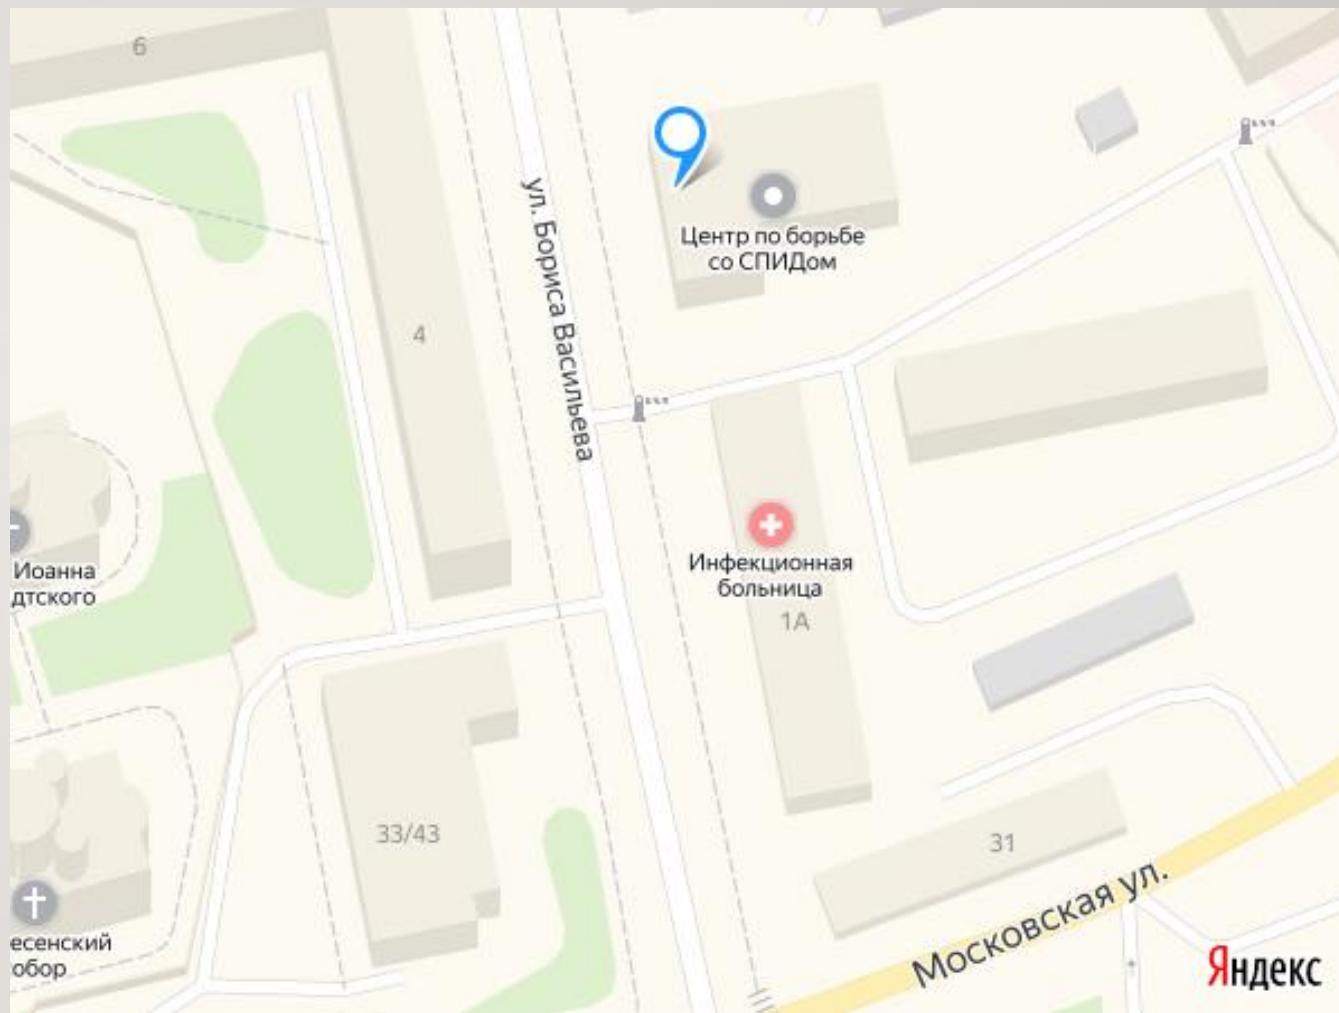 6
ул. Бориса Васильева
Центр по борьбе
со СПИДом
4
Инфекционная
больница
1А
Иоанна
дтского
33/43
31
Московская ул.
есенский
обор
Яндекс